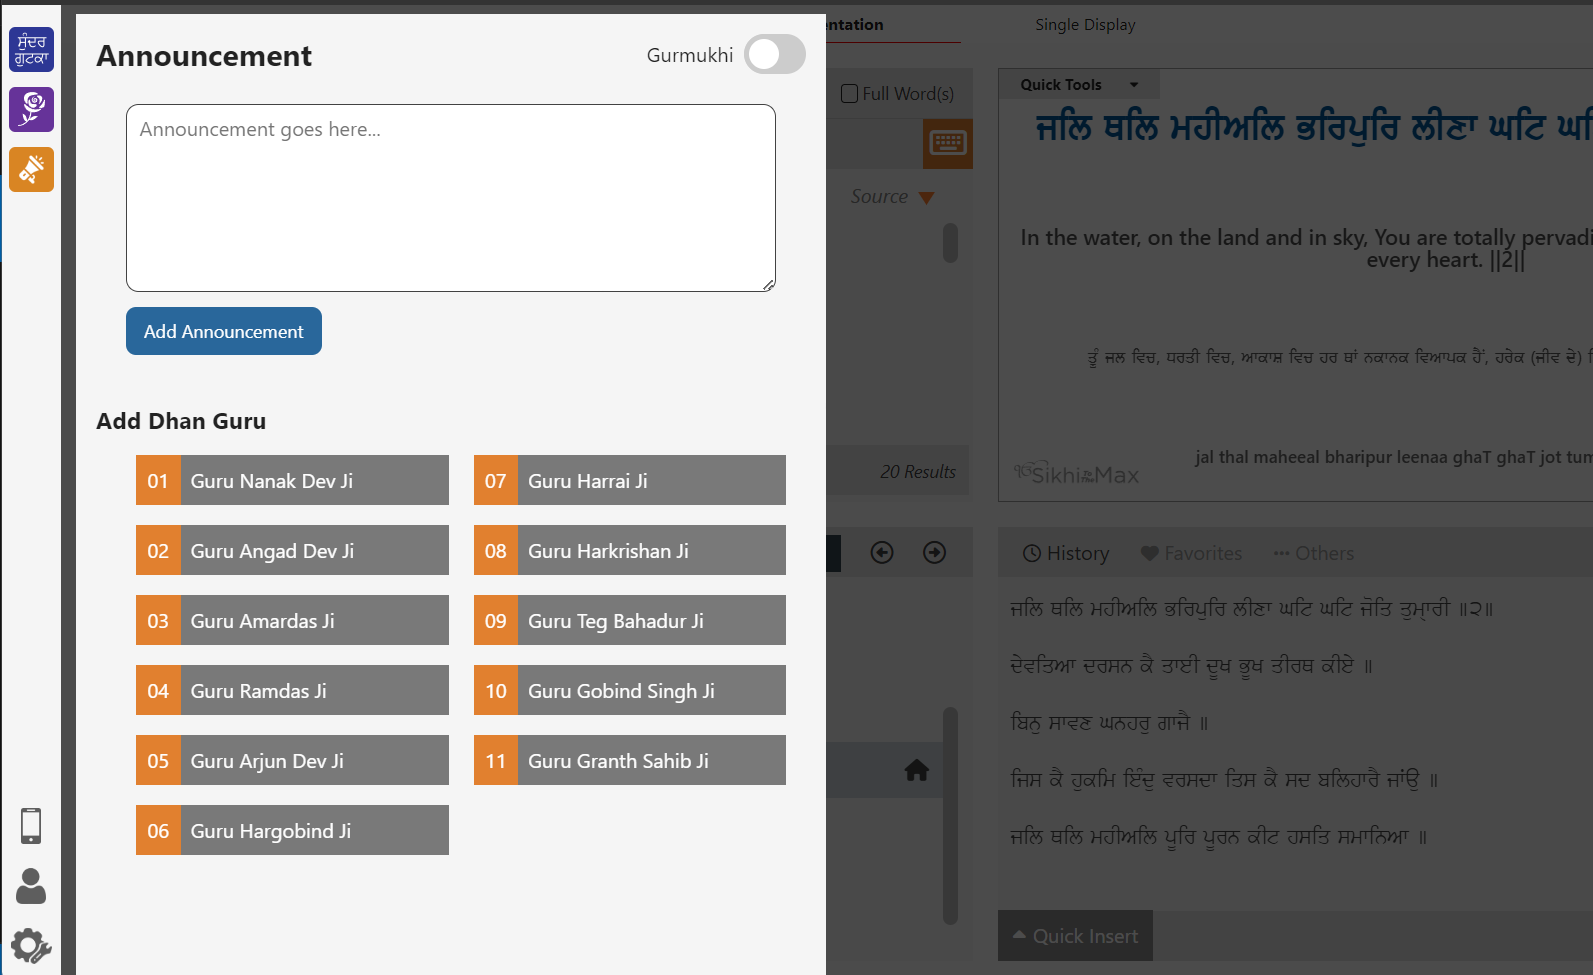 ਸੁੰਦਰ
ਗੁਟਕਾ
Announcement
Gurmukhi
Announcement goes here...
Add Announcement
Add Dhan Guru
01 Guru Nanak Dev Ji
02 Guru Angad Dev Ji
03 Guru Amardas Ji
04 Guru Ramdas Ji
05 Guru Arjun Dev Ji
06 Guru Hargobind Ji
07 Guru Harrai Ji
08 Guru Harkrishan Ji
09 Guru Teg Bahadur Ji
10 Guru Gobind Singh Ji
11 Guru Granth Sahib Ji
ntation
Single Display
Full Word(s)
Source
20 Results
Quick Tools
ਜਲਿ ਥਲਿ ਮਹੀਅਲਿ ਭਰਿਪੁਰਿ ਲੀਣਾ ਘਟਿ ਘ
In the water, on the land and in sky, You are totally pervadi
every heart. ||2||
ਤੂੰ ਜਲ ਵਿਚ, ਧਰਤੀ ਵਿਚ, ਆਕਾਸ਼ ਵਿਚ ਹਰ ਥਾਂ ਨਕਾਨਕ ਵਿਆਪਕ ਹੈਂ, ਹਰੇਕ (ਜੀਵ ਦੇ)
jal thal maheeal bharipur leenaa ghaT ghaT jot tum
ੴSikhiToTheMax
History
Favorites
Others
ਜਲਿ ਥਲਿ ਮਹੀਅਲਿ ਭਰਿਪੁਰਿ ਲੀਣਾ ਘਟਿ ਘਟਿ ਜੋਤਿ ਤੁਮ੍ਹਾਰੀ ॥੨॥
ਦੇਵਤਿਆ ਦਰਸਨ ਕੈ ਤਾਈ ਦੂਖ ਭੂਖ ਤੀਰਥ ਕੀਏ ॥
ਬਿਨੁ ਸਾਵਣ ਘਨਹਰੁ ਗਾਜੈ ॥
ਜਿਸ ਕੈ ਹੁਕਮਿ ਇੰਦੁ ਵਰਸਦਾ ਤਿਸ ਕੈ ਸਦ ਬਲਿਹਾਰੈ ਜਾਂਉ ॥
ਜਲਿ ਥਲਿ ਮਹੀਅਲਿ ਪੂਰਿ ਪੂਰਨ ਕੀਟ ਹਸਤਿ ਸਮਾਨਿਆ ॥
Quick Insert